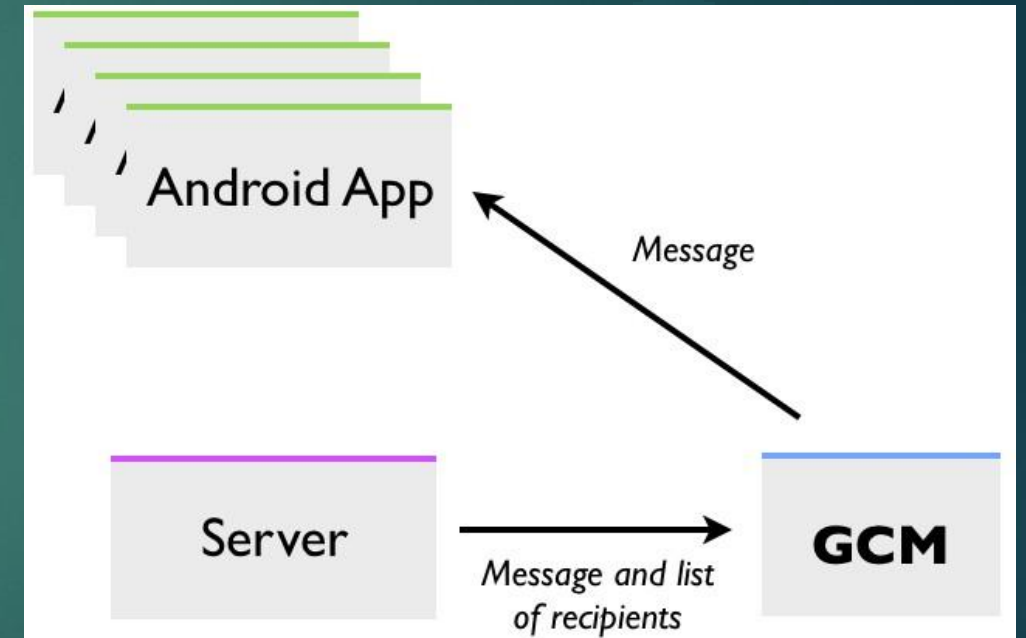 Android App
Message
Server
GCM
Message and list
of recipients